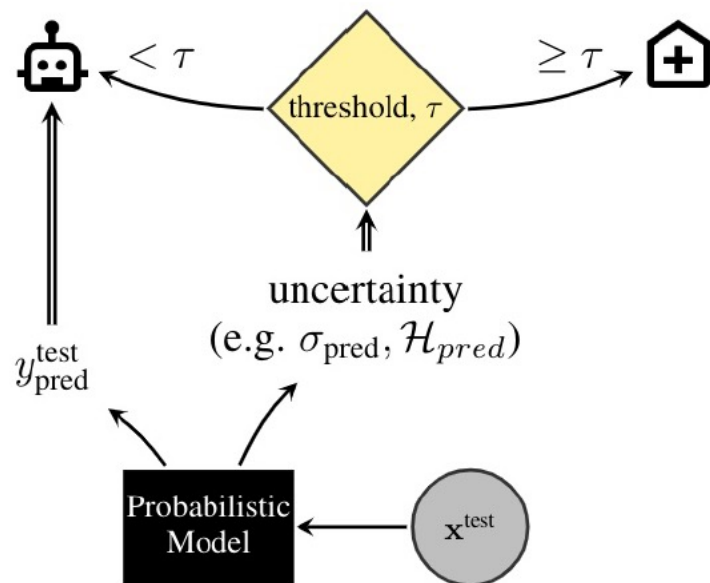 < τ
≥ τ
threshold, τ
uncertainty
(e.g. σ_pred, ℋ_pred)
y_pred^test
Probabilistic
Model
x^test